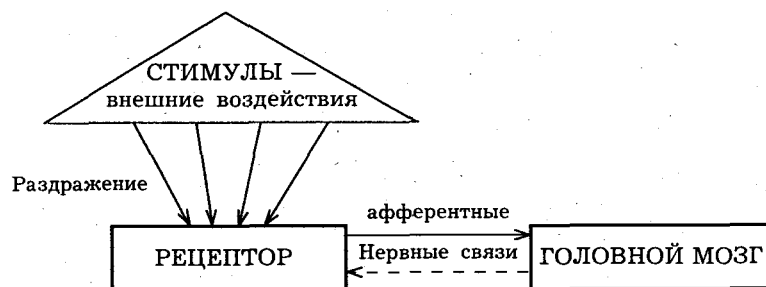 СТИМУЛЫ —
внешние воздействия
Раздражение
афферентные
РЕЦЕПТОР
Нервные связи
ГОЛОВНОЙ МОЗГ